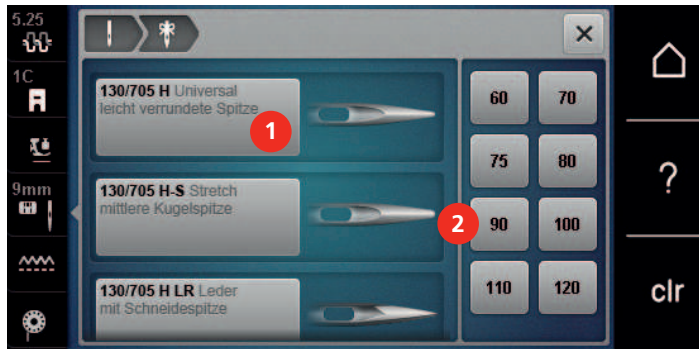 5.25
1C
9mm
130/705 H Universal
leicht verrundete Spitze
1
130/705 H-S Stretch
mittlere Kugelspitze
2
130/705 H LR Leder
mit Schneidespitze
60 70
75 80
90 100
110 120
?
clr